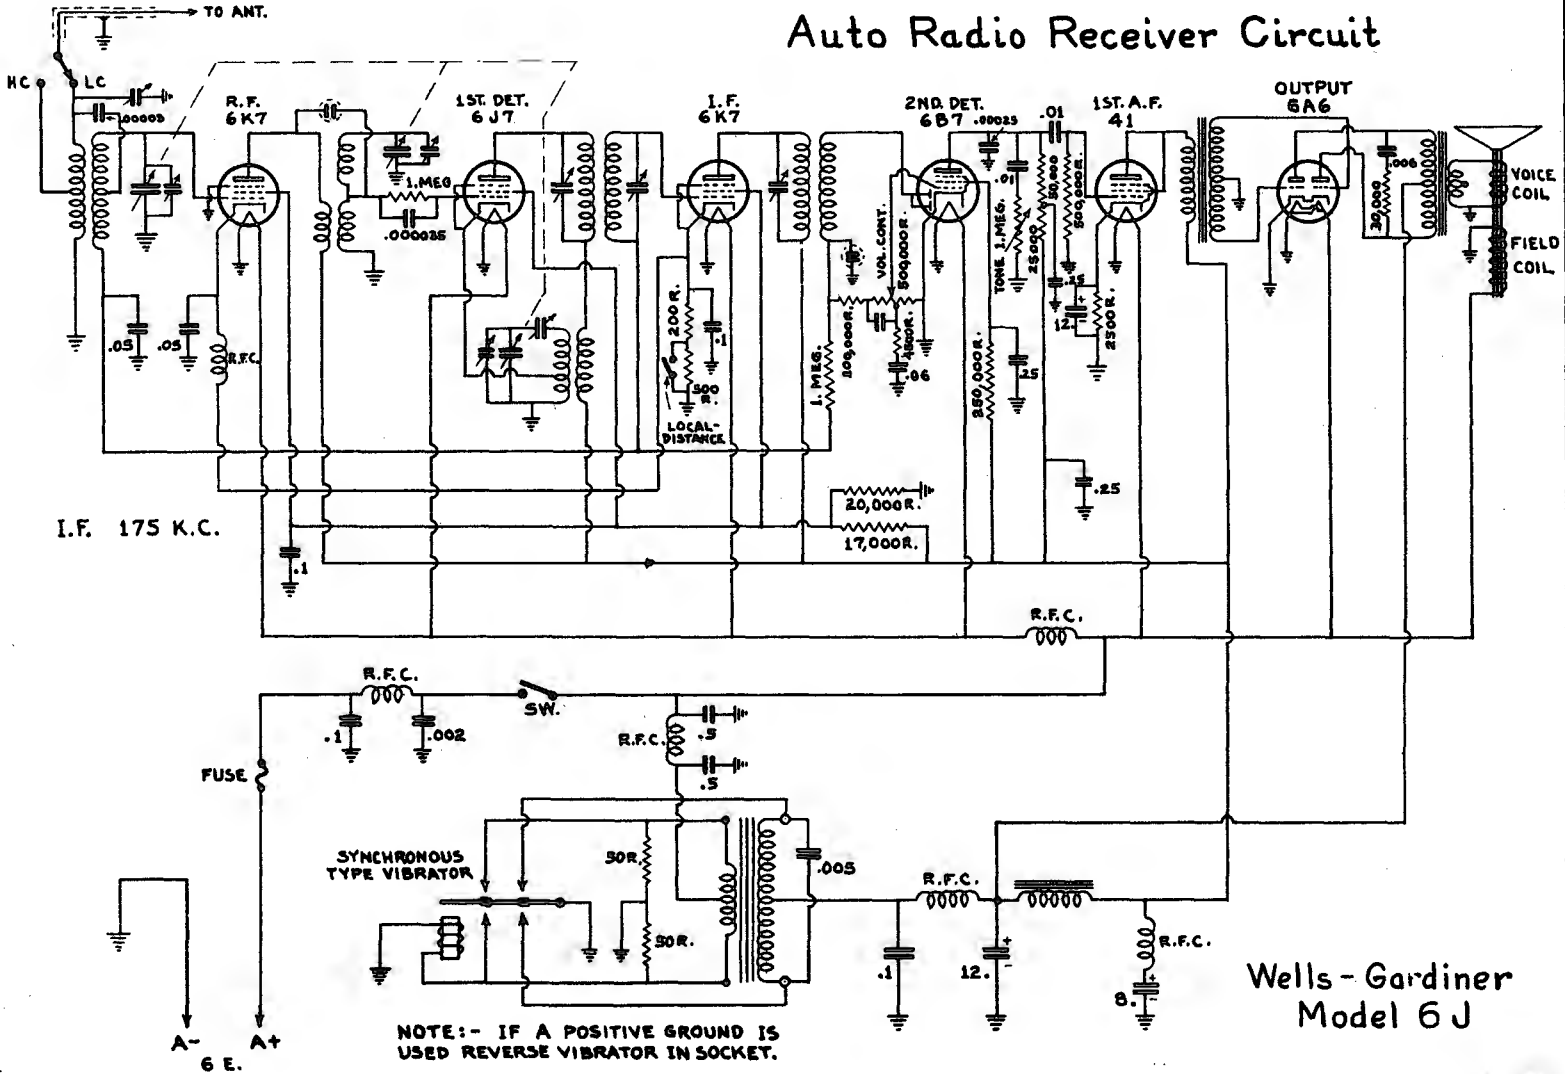 TO ANT.
Auto Radio Receiver Circuit
HC
LC
.00005
R.F.
6K7
1ST. DET.
6J7
I.F.
6K7
2ND. DET.
6B7
.00025
.01
1ST. A.F.
41
OUTPUT
6A6
1. MEG
.000025
.01
50,000
500,000R.
.006
30,000
VOICE
COIL
FIELD
COIL
VOL. CONT.
500,000R.
TONE 1. MEG.
25000
.25
12.
2500R.
.05
.05
R.F.C.
200 R.
.1
500
R.
LOCAL-
DISTANCE
1. MEG.
.06
250,000R.
.25
.25
20,000R.
17,000R.
I.F. 175 K.C.
.1
R.F.C.
R.F.C.
.1
.002
SW.
R.F.C.
.5
.5
FUSE
SYNCHRONOUS
TYPE VIBRATOR
50R.
50R.
.005
R.F.C.
.1
12.
+
-
R.F.C.
8.
+
-
A-
A+
6 E.
NOTE:- IF A POSITIVE GROUND IS
USED REVERSE VIBRATOR IN SOCKET.
Wells-Gardiner
Model 6J